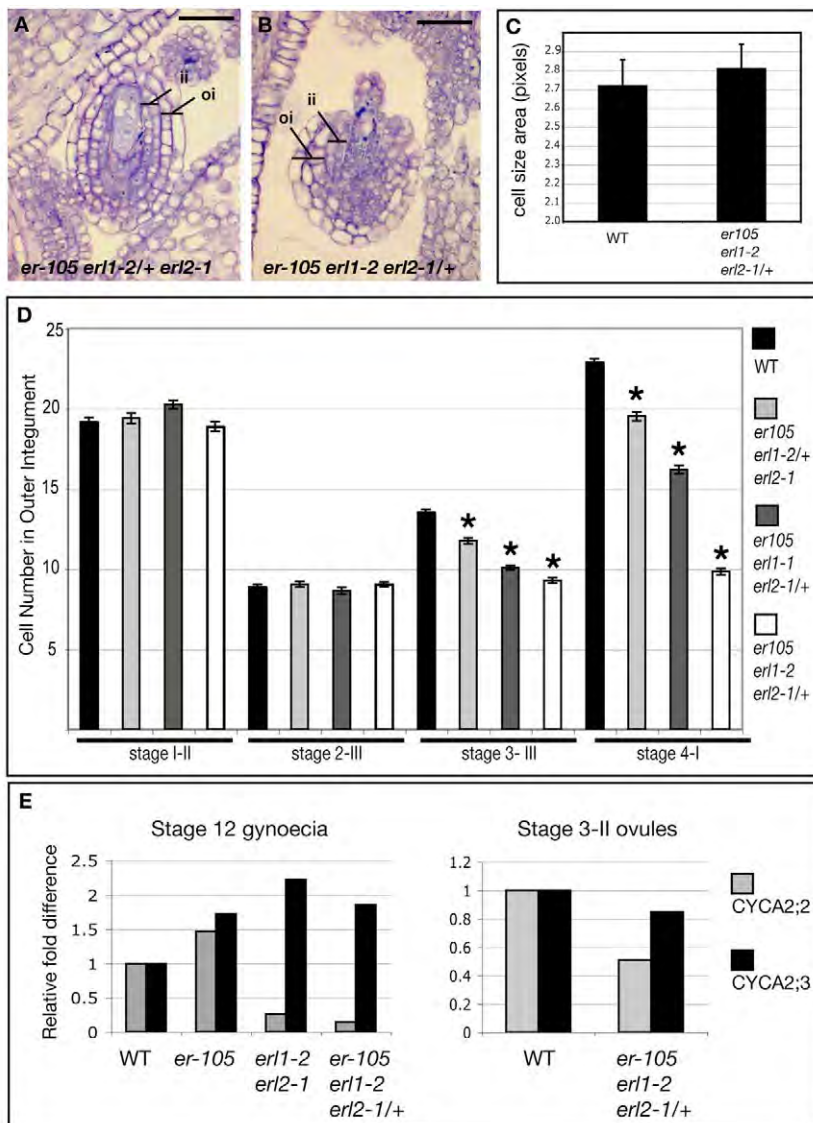 A
ii
oi
er-105 erl1-2/+ erl2-1
B
ii
oi
er-105 erl1-2 erl2-1/+
C
cell size area (pixels)
2.9
2.8
2.7
2.6
2.5
2.4
2.3
2.2
2.1
2.0
WT
er105
erl1-2
erl2-1/+
D
Cell Number in Outer Integument
25
20
15
10
5
*
*
*
*
*
*
stage I-II
stage 2-III
stage 3- III
stage 4-I
WT
er105
erl1-2/+
erl2-1
er105
erl1-1
erl2-1/+
er105
erl1-2
erl2-1/+
E
Stage 12 gynoecia
Relative fold difference
2.5
2
1.5
1
0.5
0
WT
er-105
erl1-2
erl2-1
er-105
erl1-2
erl2-1/+
Stage 3-II ovules
1.2
1
0.8
0.6
0.4
0.2
0
WT
er-105
erl1-2
erl2-1/+
CYCA2;2
CYCA2;3